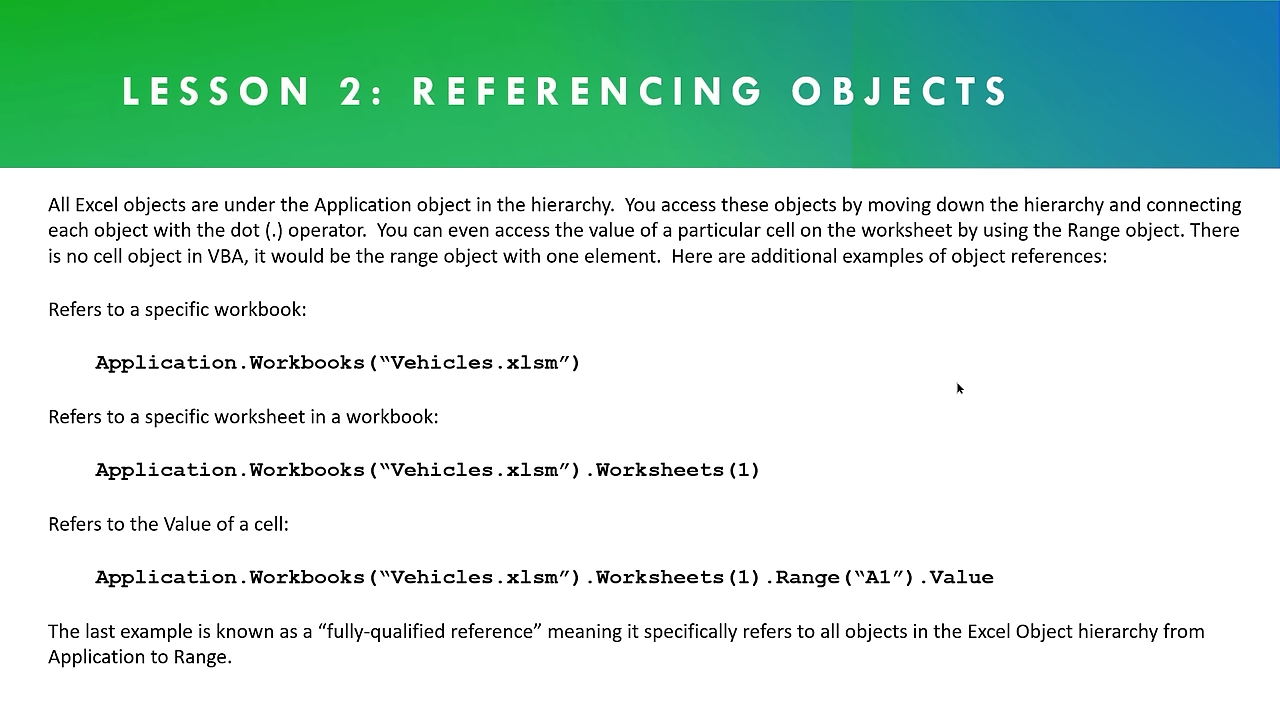 LESSON 2: REFERENCING OBJECTS
All Excel objects are under the Application object in the hierarchy.  You access these objects by moving down the hierarchy and connecting
each object with the dot (.) operator.  You can even access the value of a particular cell on the worksheet by using the Range object. There
is no cell object in VBA, it would be the range object with one element.  Here are additional examples of object references:
Refers to a specific workbook:
Application.Workbooks(“Vehicles.xlsm”)
Refers to a specific worksheet in a workbook:
Application.Workbooks(“Vehicles.xlsm”).Worksheets(1)
Refers to the Value of a cell:
Application.Workbooks(“Vehicles.xlsm”).Worksheets(1).Range(“A1”).Value
The last example is known as a “fully-qualified reference” meaning it specifically refers to all objects in the Excel Object hierarchy from
Application to Range.